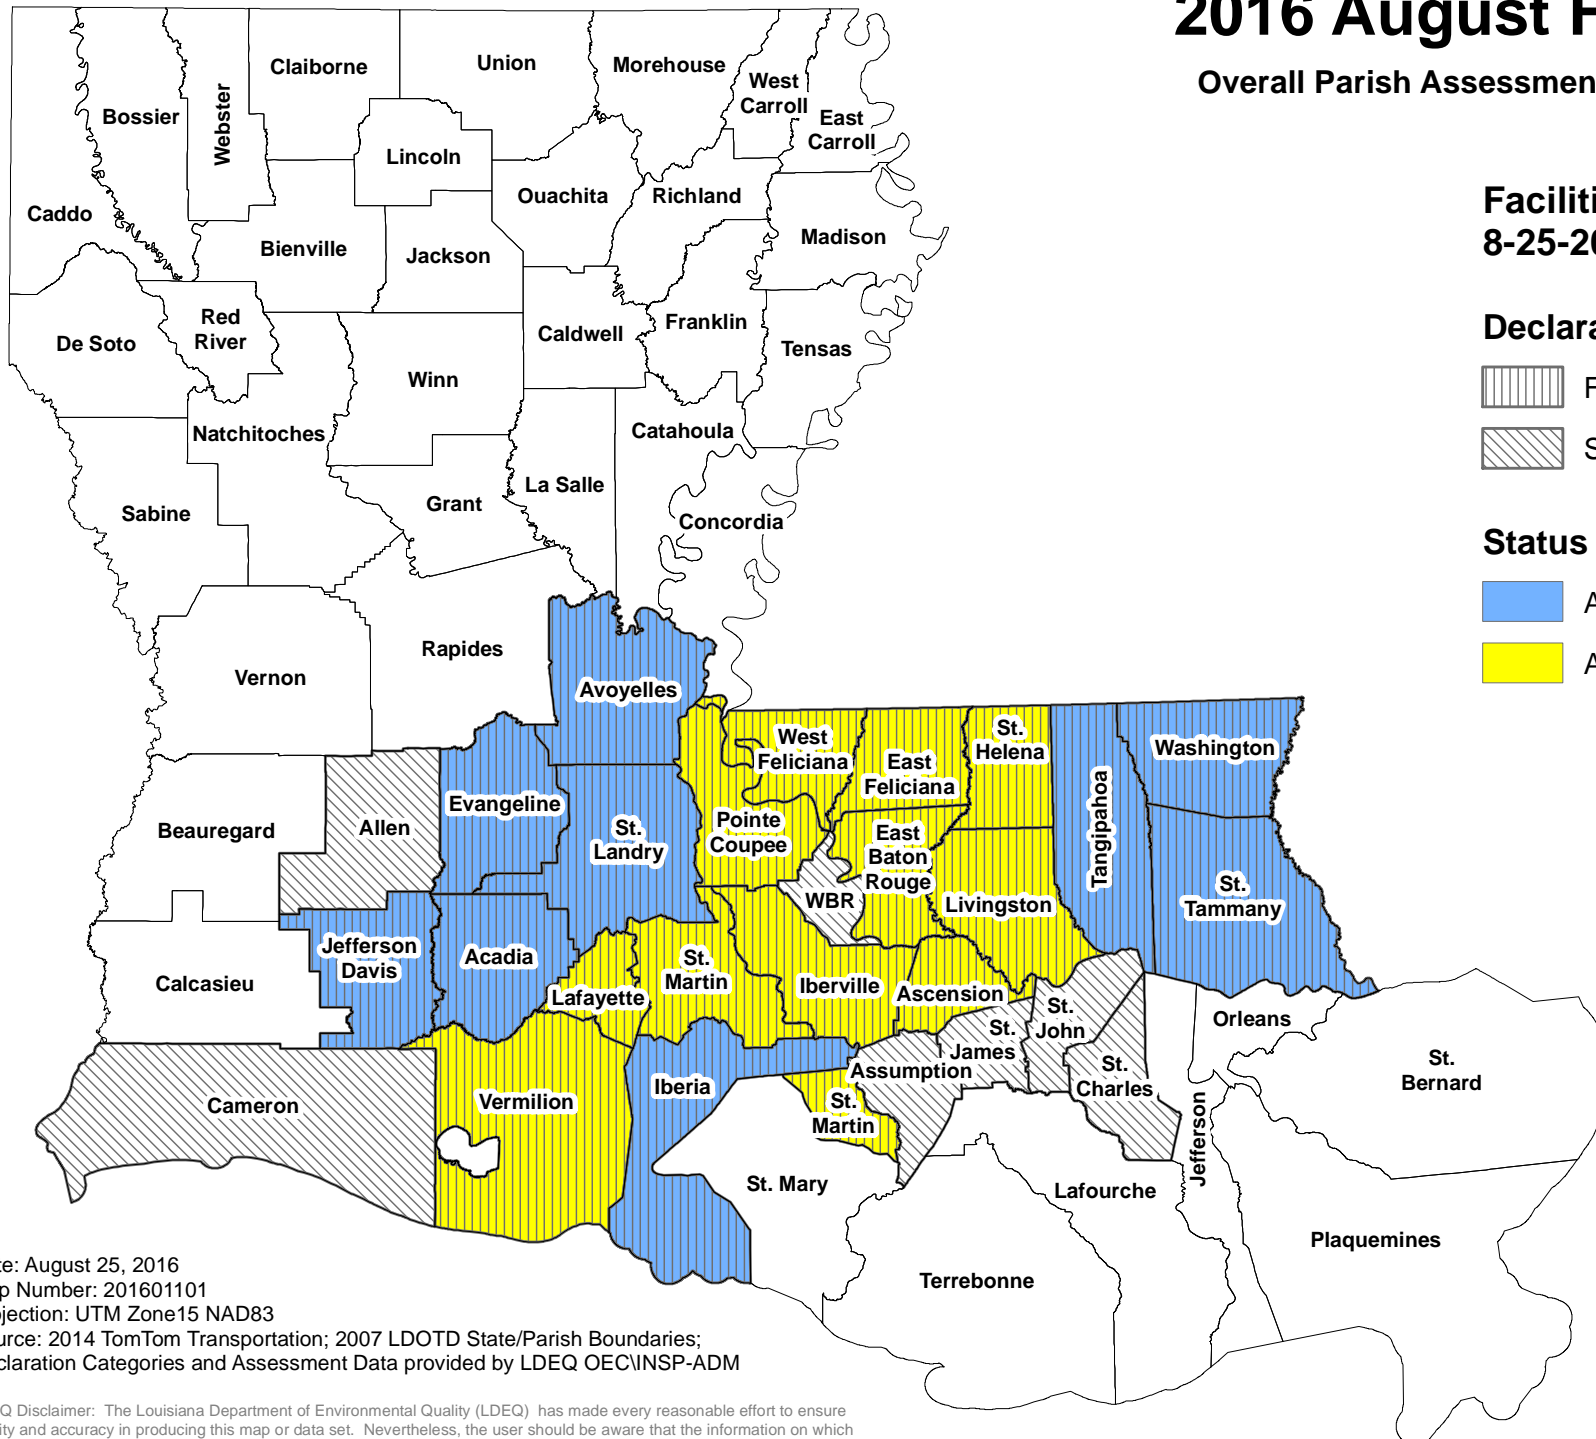 2016 August F
Overall Parish Assessmen
Faciliti
8-25-20
Declara
F
S
Status
A
A
Claiborne
Union
Morehouse
West
Carroll
East
Carroll
Bossier
Webster
Lincoln
Ouachita
Richland
Caddo
Bienville
Jackson
Madison
De Soto
Red
River
Caldwell
Franklin
Tensas
Winn
Natchitoches
Catahoula
La Salle
Grant
Sabine
Concordia
Rapides
Vernon
Avoyelles
West
Feliciana
St.
Helena
Washington
East
Feliciana
Tangipahoa
Evangeline
Beauregard
Allen
St.
Landry
Pointe
Coupee
East
Baton
Rouge
WBR
Livingston
St.
Tammany
Jefferson
Davis
Acadia
Calcasieu
Lafayette
St.
Martin
Iberville
Ascension
St.
John
St.
James
Orleans
Assumption
St.
Charles
St.
Bernard
Iberia
Cameron
Vermilion
St.
Martin
Jefferson
St. Mary
Lafourche
Plaquemines
Terrebonne
te: August 25, 2016
p Number: 201601101
jection: UTM Zone15 NAD83
urce: 2014 TomTom Transportation; 2007 LDOTD State/Parish Boundaries;
claration Categories and Assessment Data provided by LDEQ OEC\INSP-ADM
Q Disclaimer: The Louisiana Department of Environmental Quality (LDEQ) has made every reasonable effort to ensure
ity and accuracy in producing this map or data set. Nevertheless, the user should be aware that the information on which